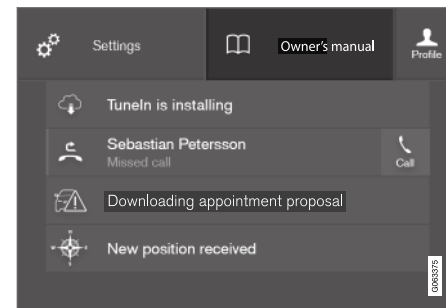 Settings
Owner's manual
Profile
TuneIn is installing
Sebastian Petersson
Missed call
Call
Downloading appointment proposal
New position received
G063375